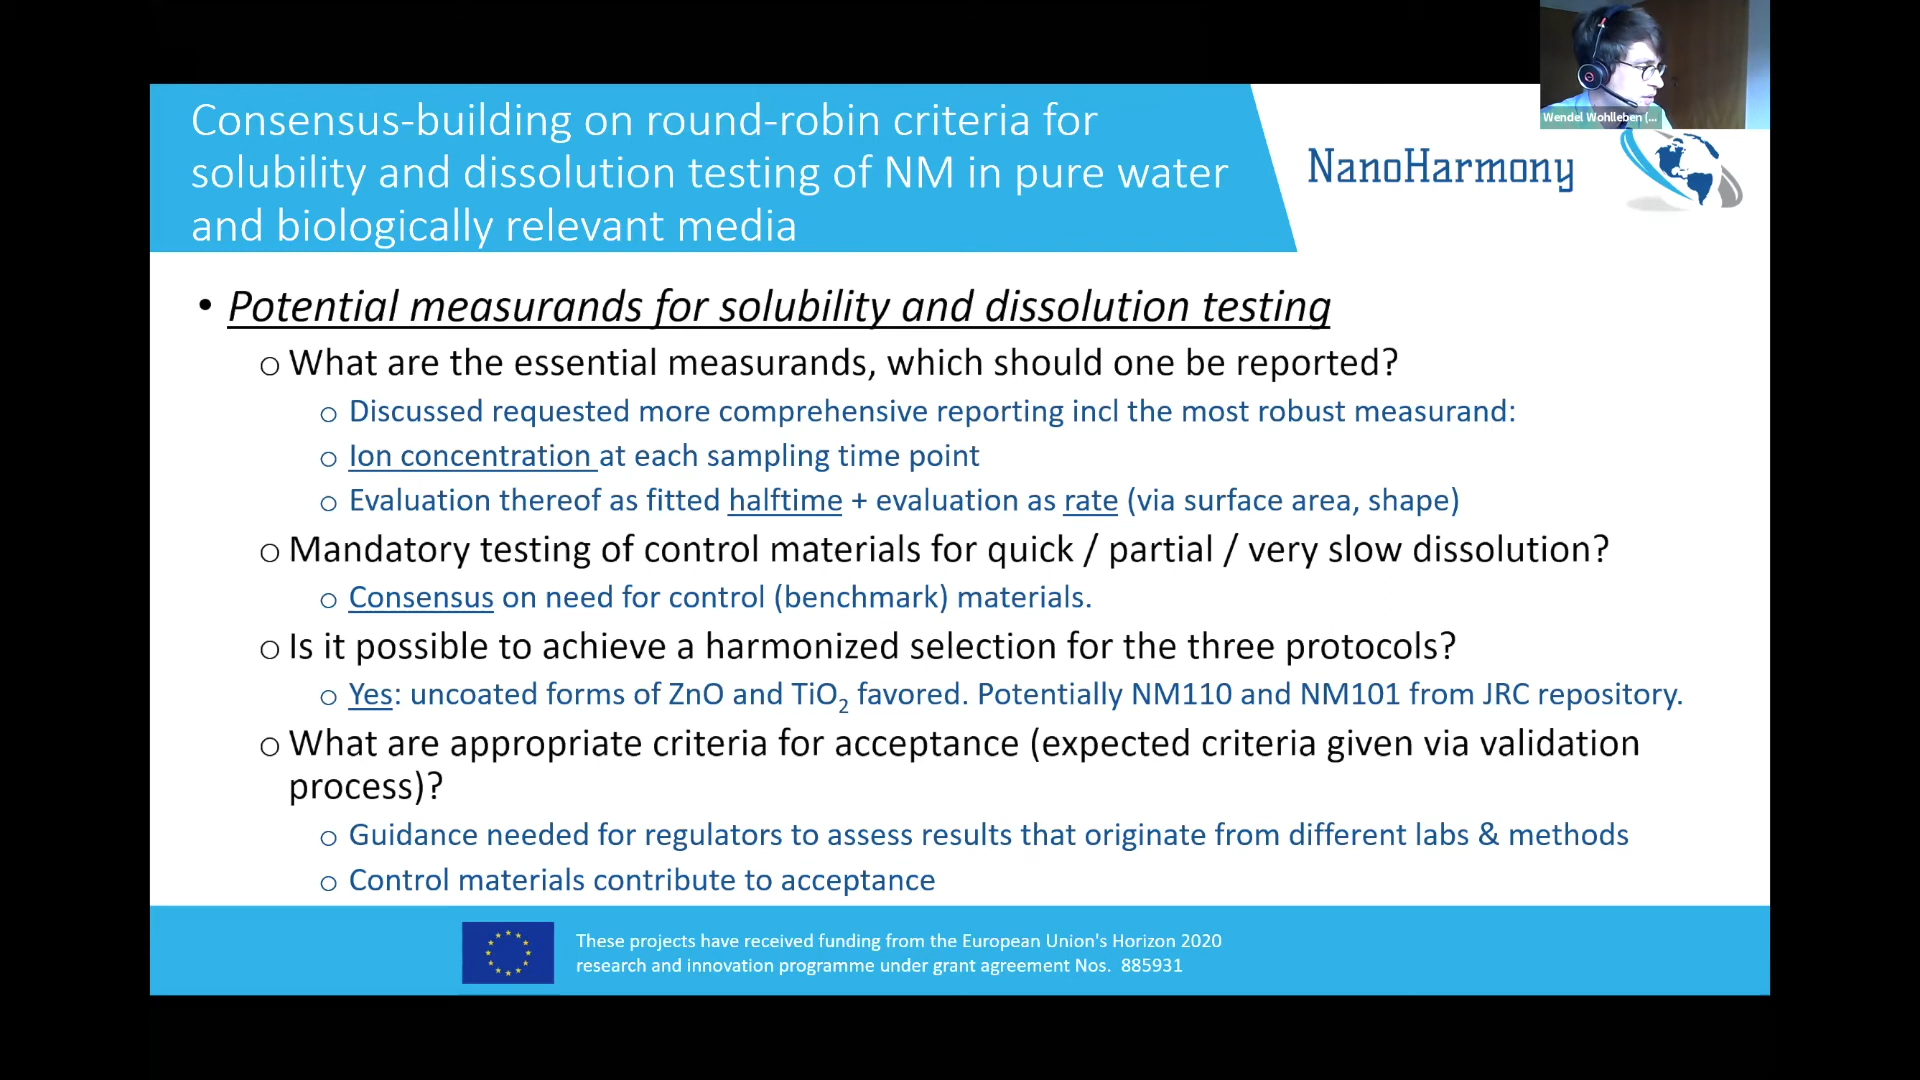 Wendel Wohlleben (...
Consensus-building on round-robin criteria for
solubility and dissolution testing of NM in pure water
and biologically relevant media
NanoHarmony
• Potential measurands for solubility and dissolution testing
o What are the essential measurands, which should one be reported?
o Discussed requested more comprehensive reporting incl the most robust measurand:
o Ion concentration at each sampling time point
o Evaluation thereof as fitted halftime + evaluation as rate (via surface area, shape)
o Mandatory testing of control materials for quick / partial / very slow dissolution?
o Consensus on need for control (benchmark) materials.
o Is it possible to achieve a harmonized selection for the three protocols?
o Yes: uncoated forms of ZnO and TiO₂ favored. Potentially NM110 and NM101 from JRC repository.
o What are appropriate criteria for acceptance (expected criteria given via validation
process)?
o Guidance needed for regulators to assess results that originate from different labs & methods
o Control materials contribute to acceptance
These projects have received funding from the European Union's Horizon 2020
research and innovation programme under grant agreement Nos. 885931